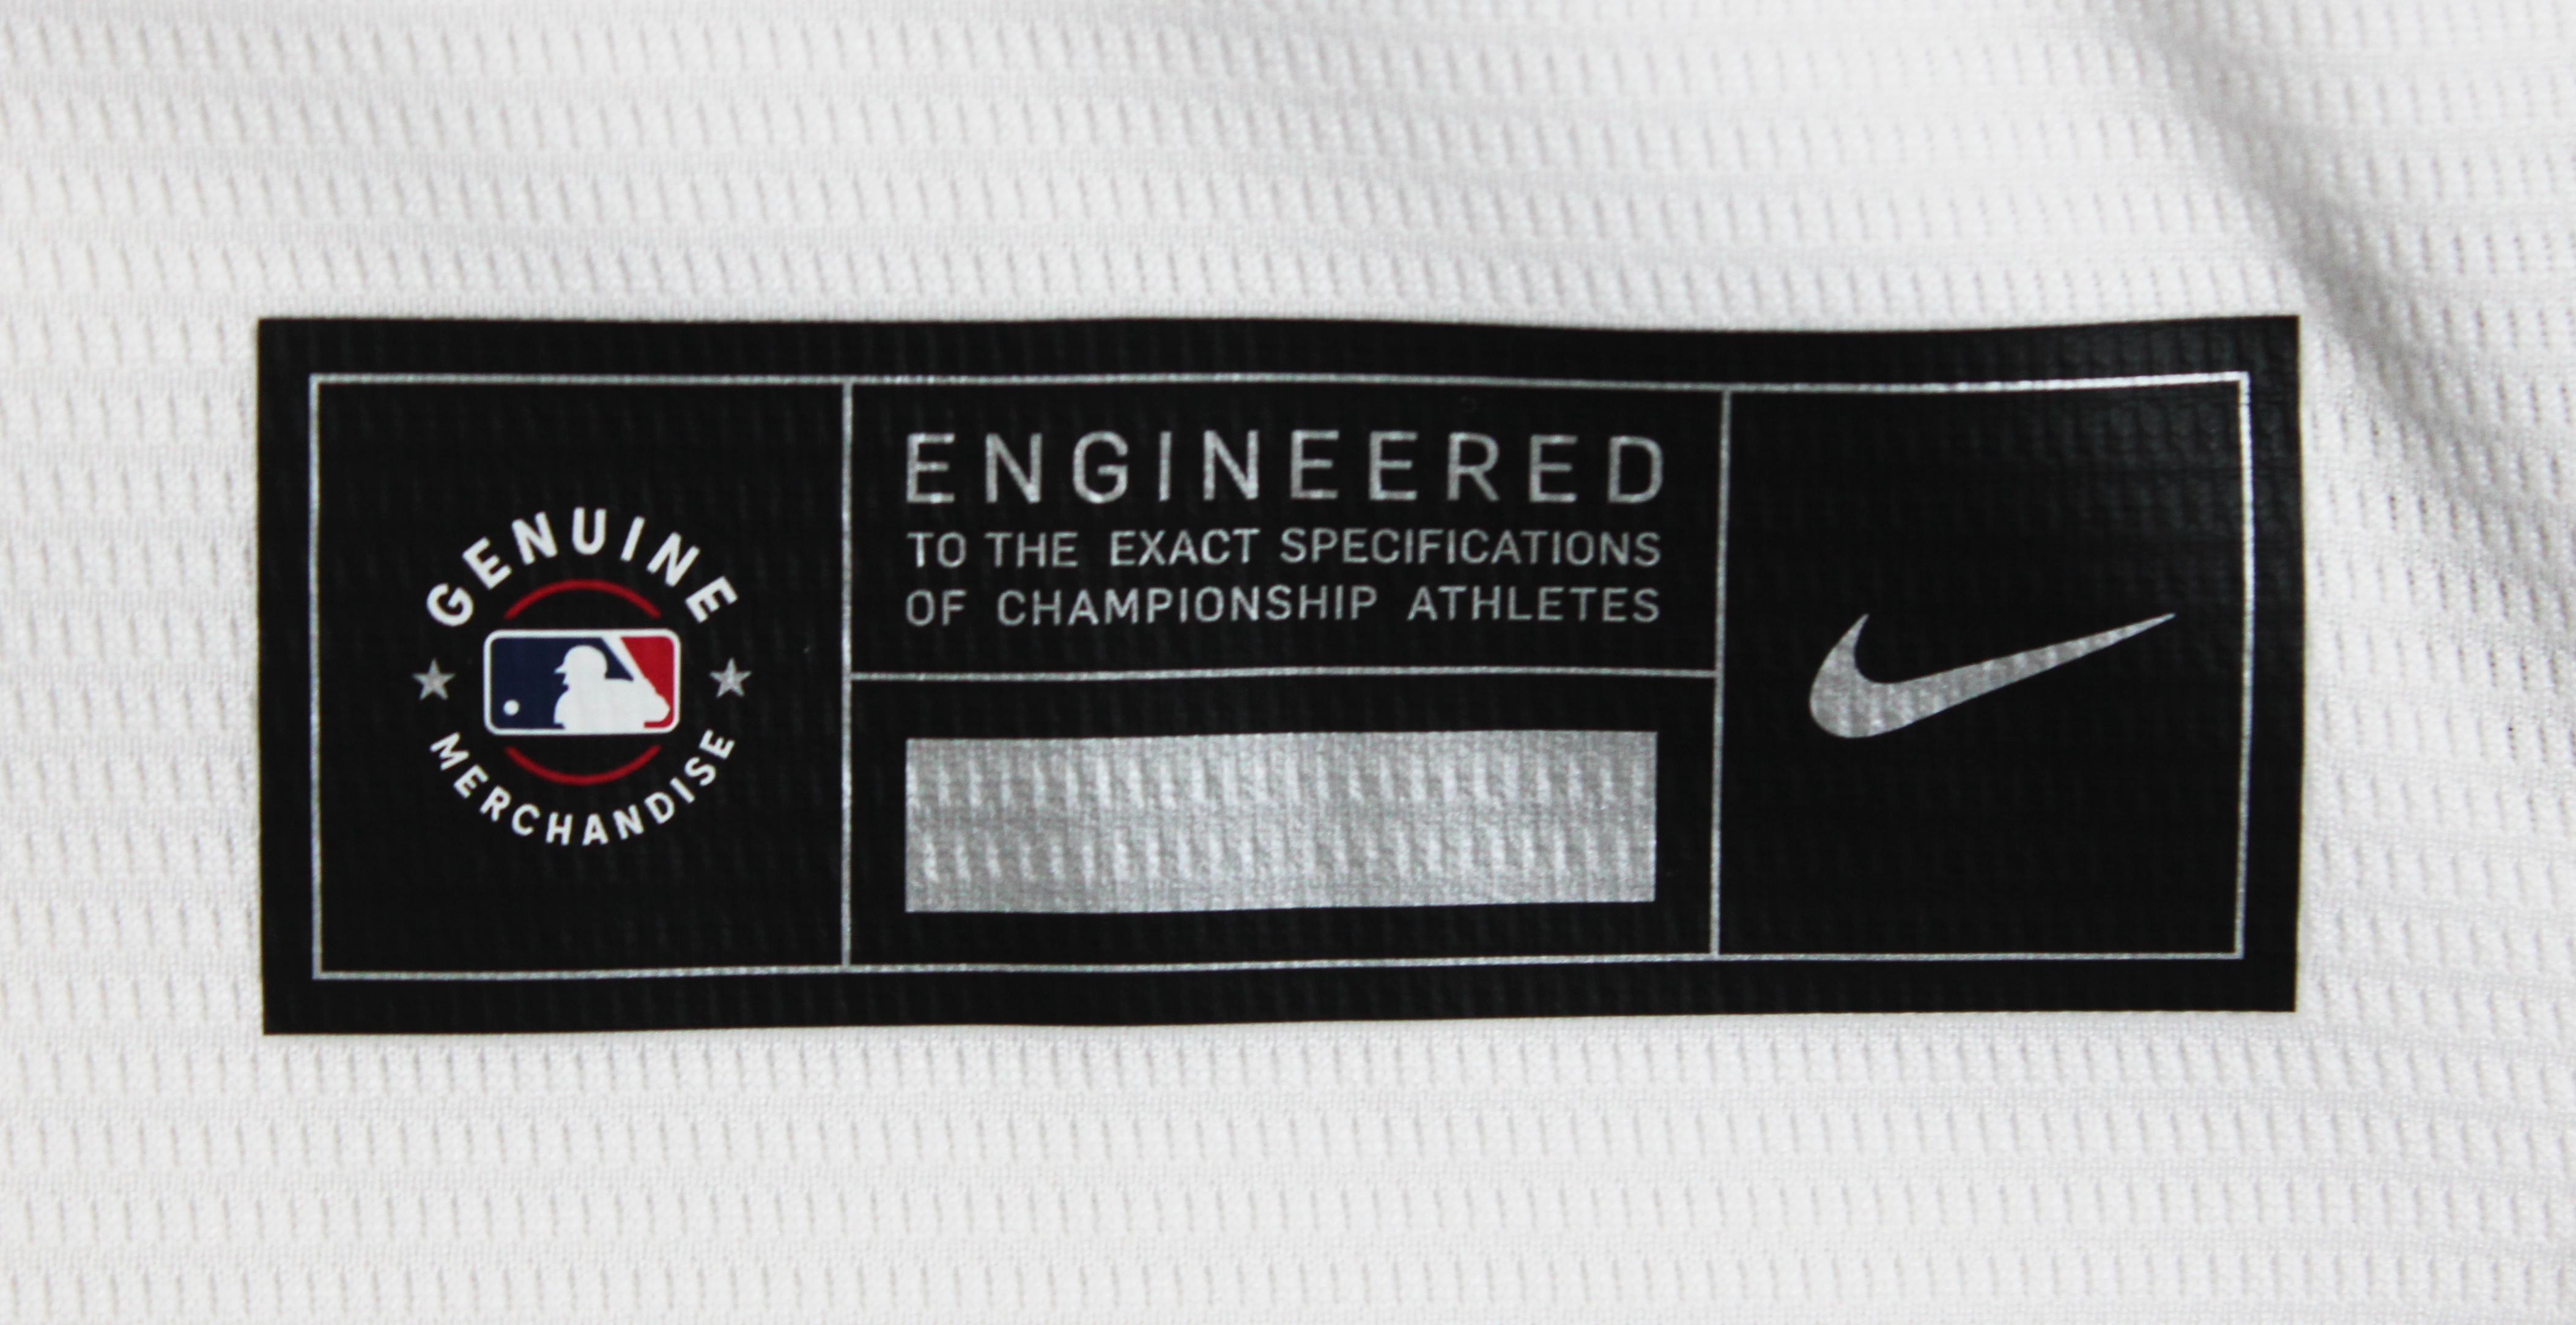 GENUINE
MERCHANDISE
ENGINEERED
TO THE EXACT SPECIFICATIONS
OF CHAMPIONSHIP ATHLETES